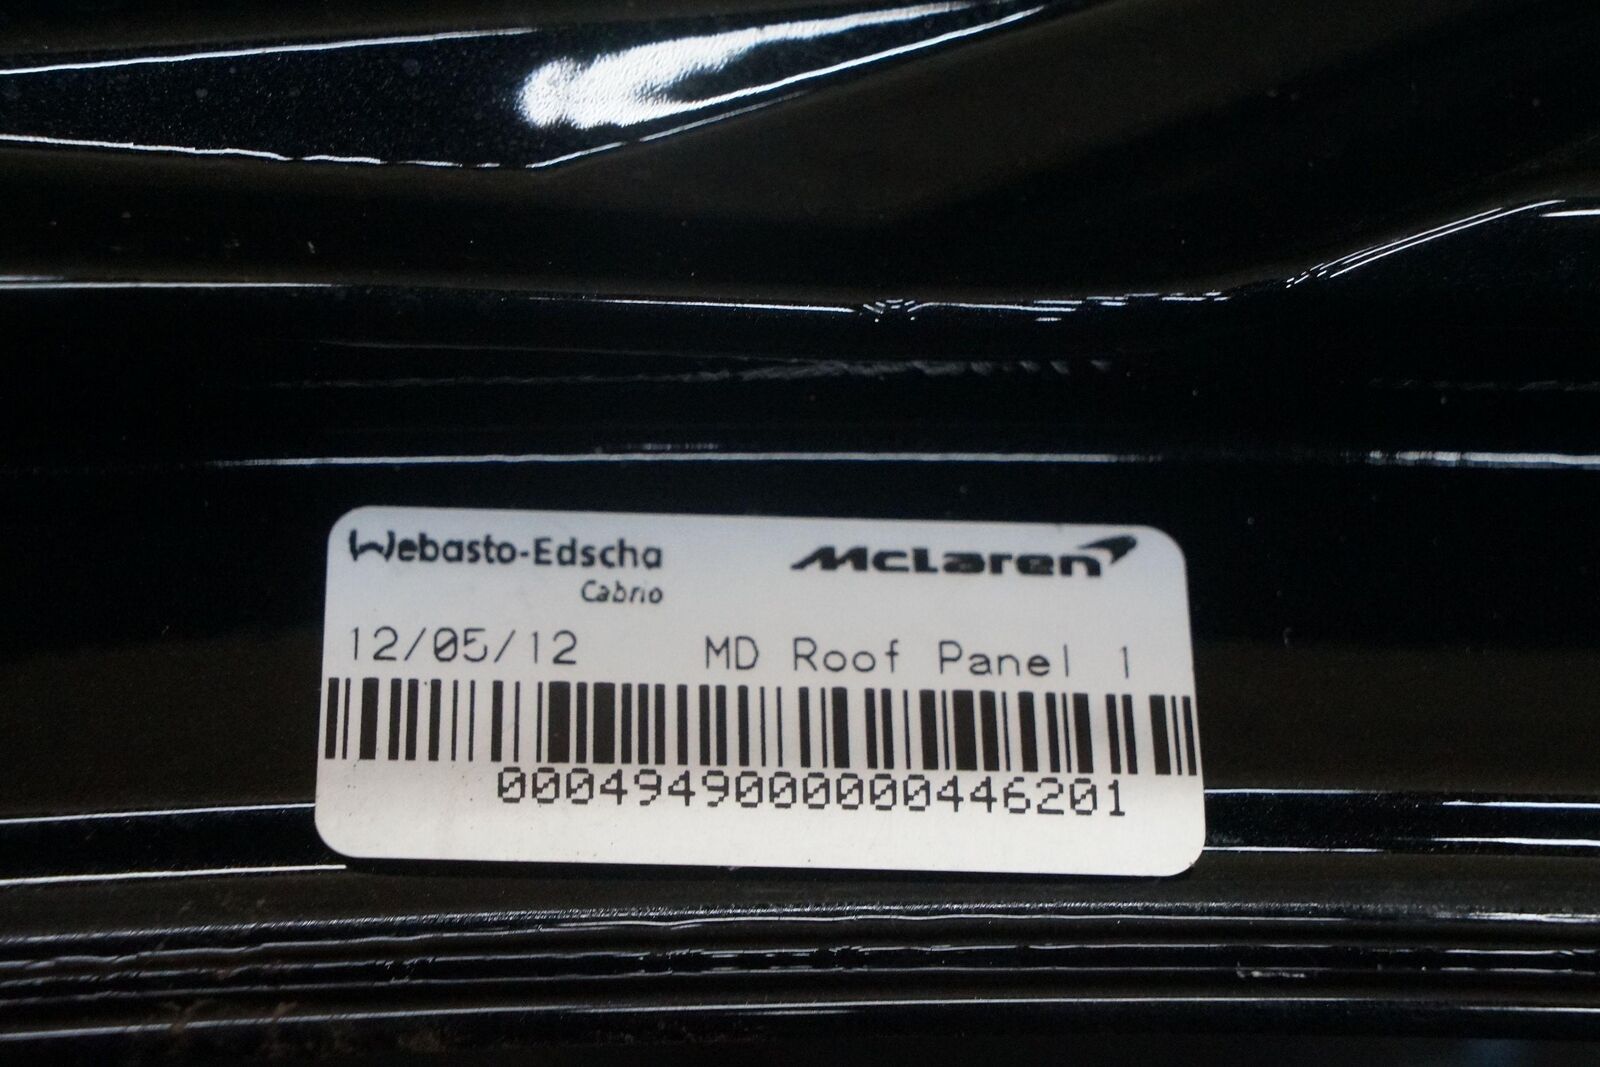 Webasto-Edscha McLaren
Cabrio
12/05/12 MD Roof Panel 1
0004949000000446201